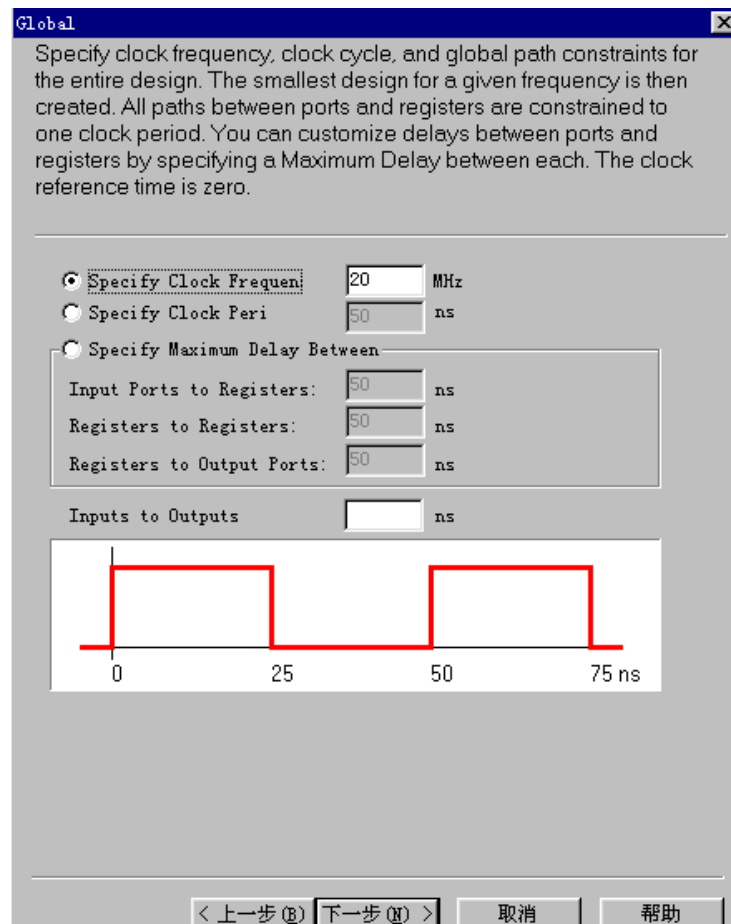 Global
Specify clock frequency, clock cycle, and global path constraints for
the entire design. The smallest design for a given frequency is then
created. All paths between ports and registers are constrained to
one clock period. You can customize delays between ports and
registers by specifying a Maximum Delay between each. The clock
reference time is zero.
Specify Clock Frequen 20 MHz
Specify Clock Peri 50 ns
Specify Maximum Delay Between
Input Ports to Registers: 50 ns
Registers to Registers: 50 ns
Registers to Output Ports: 50 ns
Inputs to Outputs ns
0 25 50 75 ns
< 上一步(B) 下一步(N) > 取消 帮助